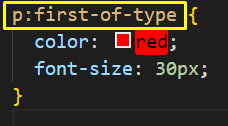 p:first-of-type {
  color: red;
  font-size: 30px;
}